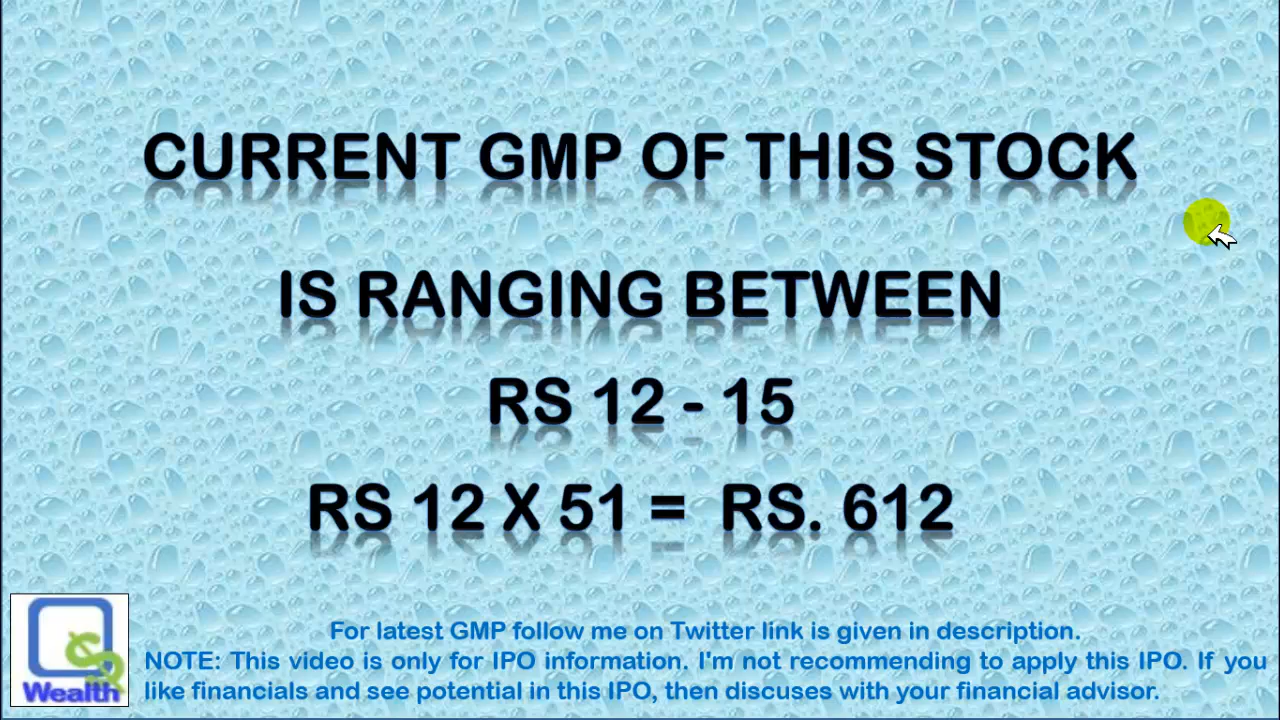 CURRENT GMP OF THIS STOCK
IS RANGING BETWEEN
RS 12 - 15
RS 12 X 51 = RS. 612
For latest GMP follow me on Twitter link is given in description.
NOTE: This video is only for IPO information. I'm not recommending to apply this IPO. If you
like financials and see potential in this IPO, then discuses with your financial advisor.
Wealth